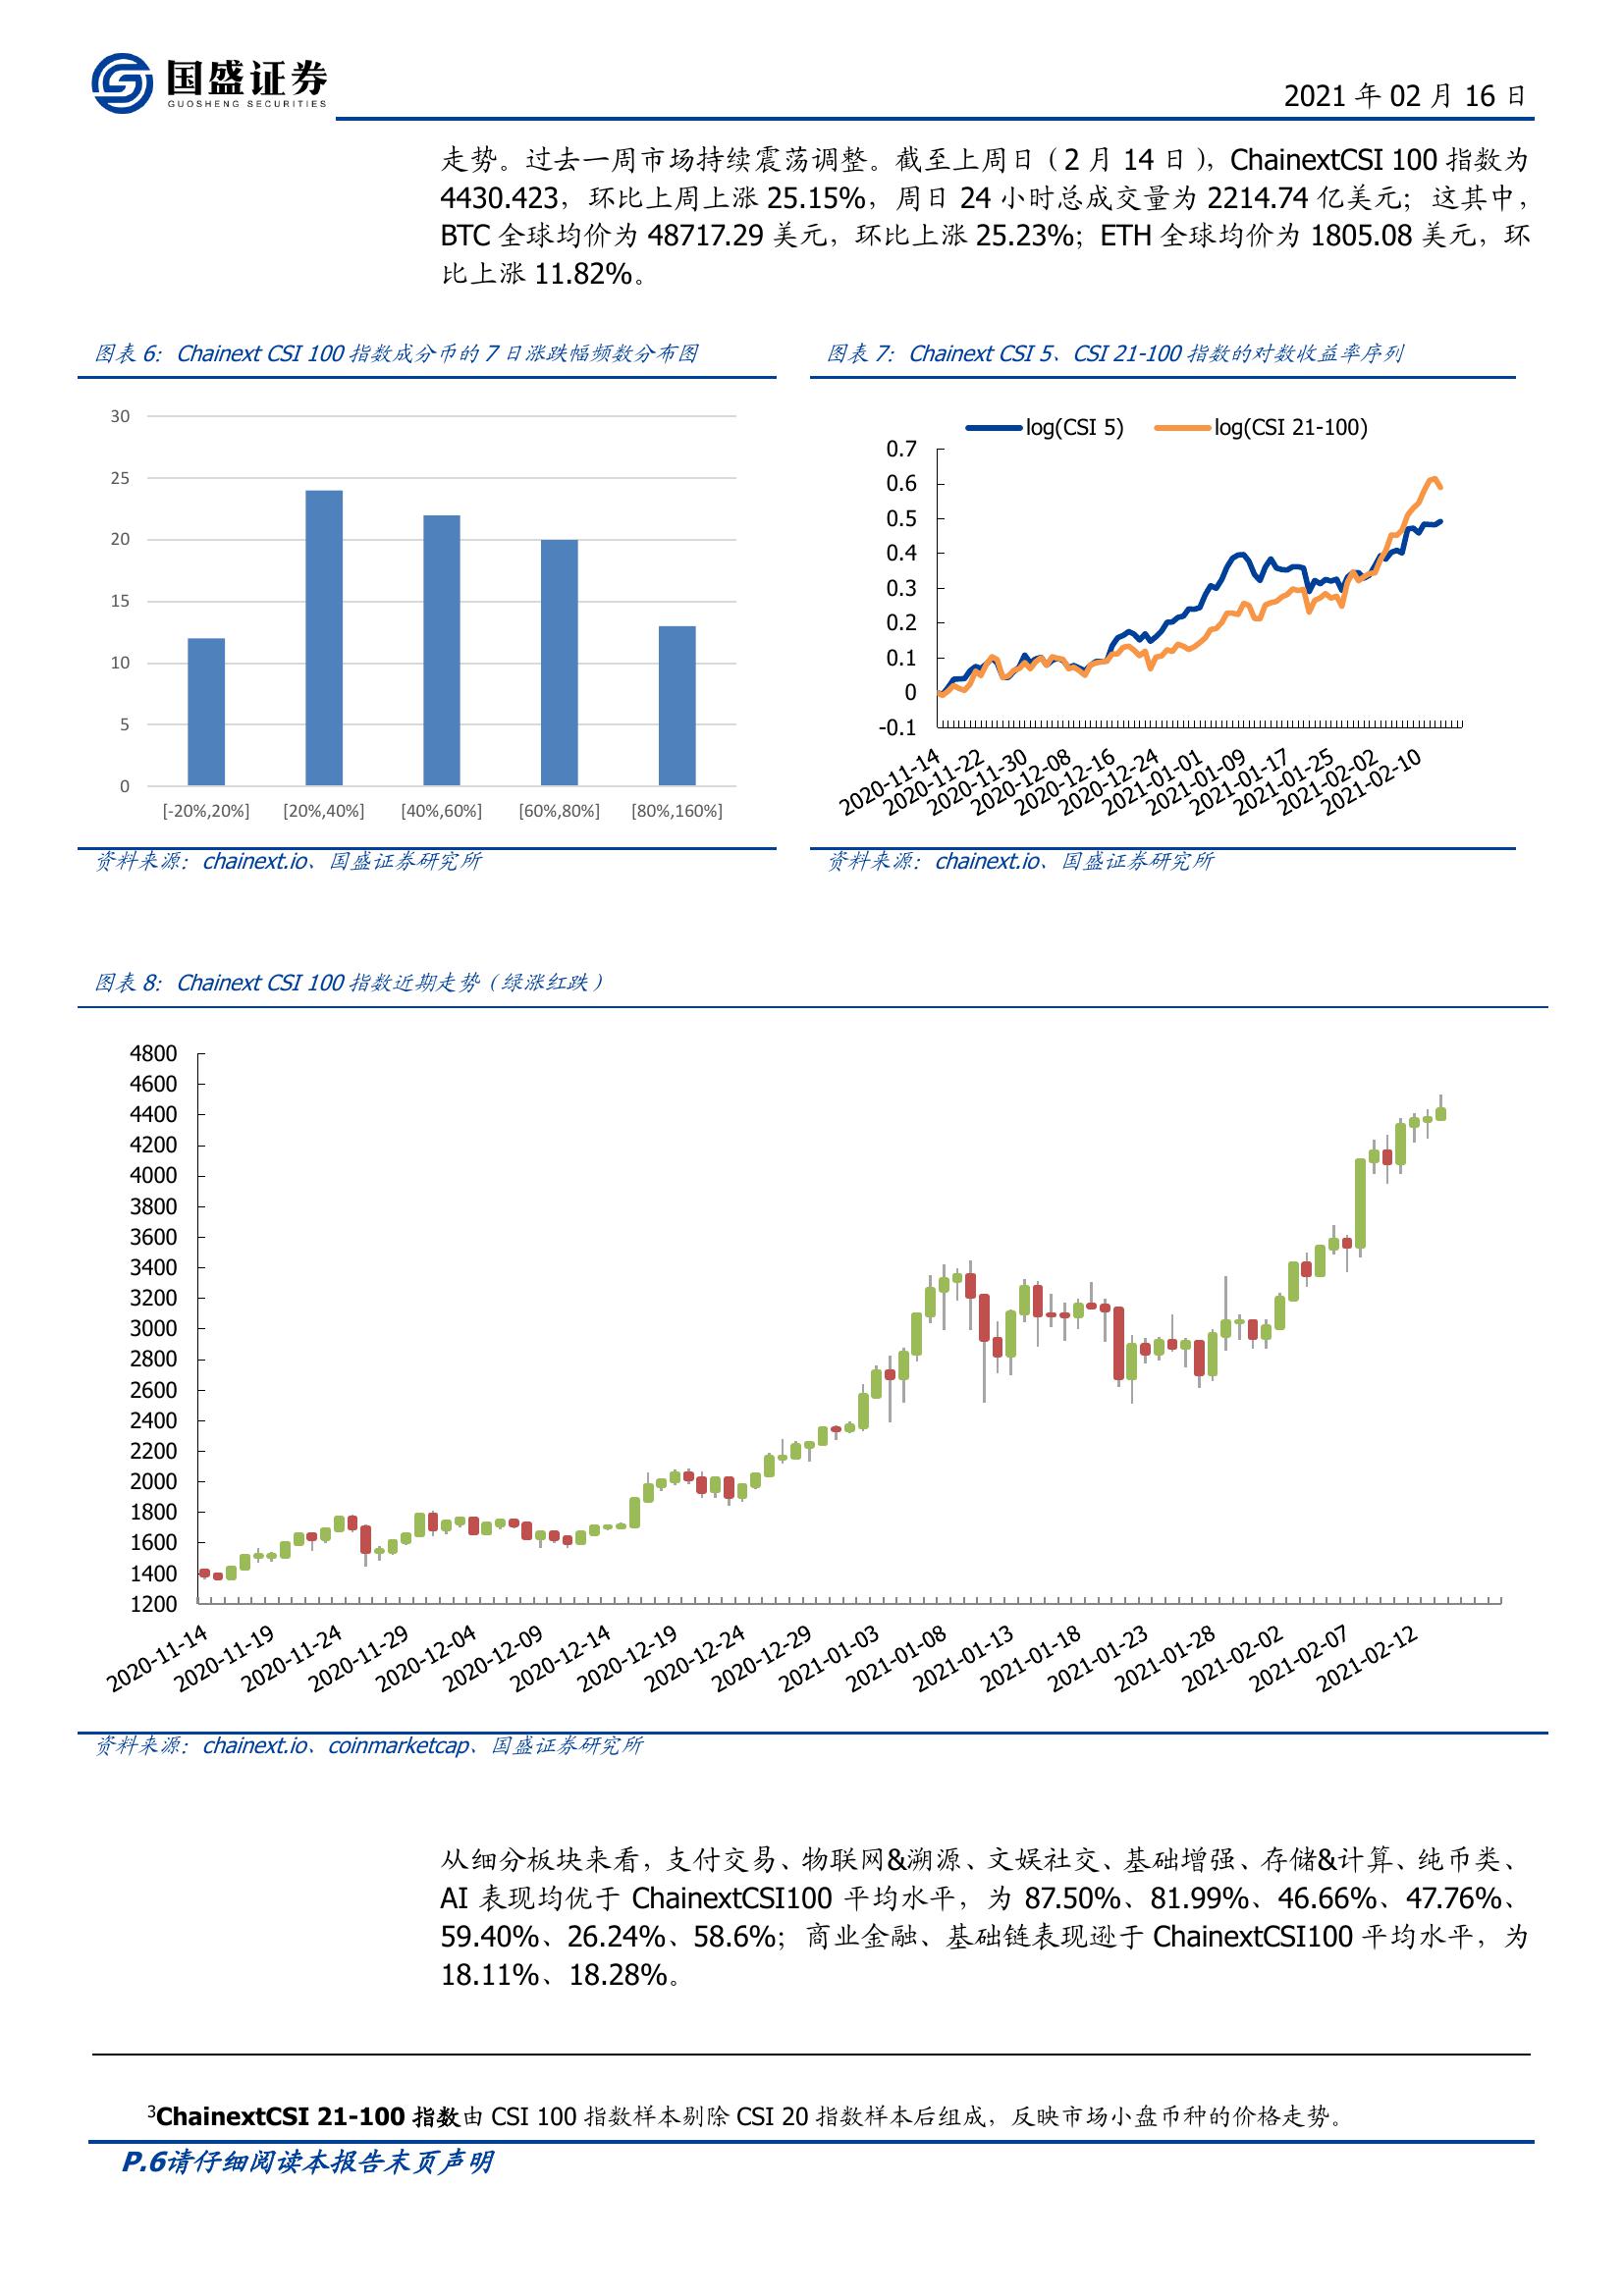 国盛证券
GUOSHENG SECURITIES
2021 年 02 月 16 日
走势。过去一周市场持续震荡调整。截至上周日（2 月 14 日），ChainextCSI 100 指数为
4430.423，环比上周上涨 25.15%，周日 24 小时总成交量为 2214.74 亿美元；这其中，
BTC 全球均价为 48717.29 美元，环比上涨 25.23%；ETH 全球均价为 1805.08 美元，环
比上涨 11.82%。
图表 6：Chainext CSI 100 指数成分币的 7 日涨跌幅频数分布图
30
25
20
15
10
5
0
[-20%,20%] [20%,40%] [40%,60%] [60%,80%] [80%,160%]
资料来源：chainext.io、国盛证券研究所
图表 7：Chainext CSI 5、CSI 21-100 指数的对数收益率序列
log(CSI 5) log(CSI 21-100)
0.7
0.6
0.5
0.4
0.3
0.2
0.1
0
-0.1
2020-11-14 2020-11-22 2020-11-30 2020-12-08 2020-12-16 2020-12-24 2021-01-01 2021-01-09 2021-01-17 2021-01-25 2021-02-02 2021-02-10
资料来源：chainext.io、国盛证券研究所
图表 8：Chainext CSI 100 指数近期走势（绿涨红跌）
4800
4600
4400
4200
4000
3800
3600
3400
3200
3000
2800
2600
2400
2200
2000
1800
1600
1400
1200
2020-11-14 2020-11-19 2020-11-24 2020-11-29 2020-12-04 2020-12-09 2020-12-14 2020-12-19 2020-12-24 2020-12-29 2021-01-03 2021-01-08 2021-01-13 2021-01-18 2021-01-23 2021-01-28 2021-02-02 2021-02-07 2021-02-12
资料来源：chainext.io、coinmarketcap、国盛证券研究所
从细分板块来看，支付交易、物联网&溯源、文娱社交、基础增强、存储&计算、纯币类、
AI 表现均优于 ChainextCSI100 平均水平，为 87.50%、81.99%、46.66%、47.76%、
59.40%、26.24%、58.6%；商业金融、基础链表现逊于 ChainextCSI100 平均水平，为
18.11%、18.28%。
3ChainextCSI 21-100 指数由 CSI 100 指数样本剔除 CSI 20 指数样本后组成，反映市场小盘币种的价格走势。
P.6请仔细阅读本报告末页声明